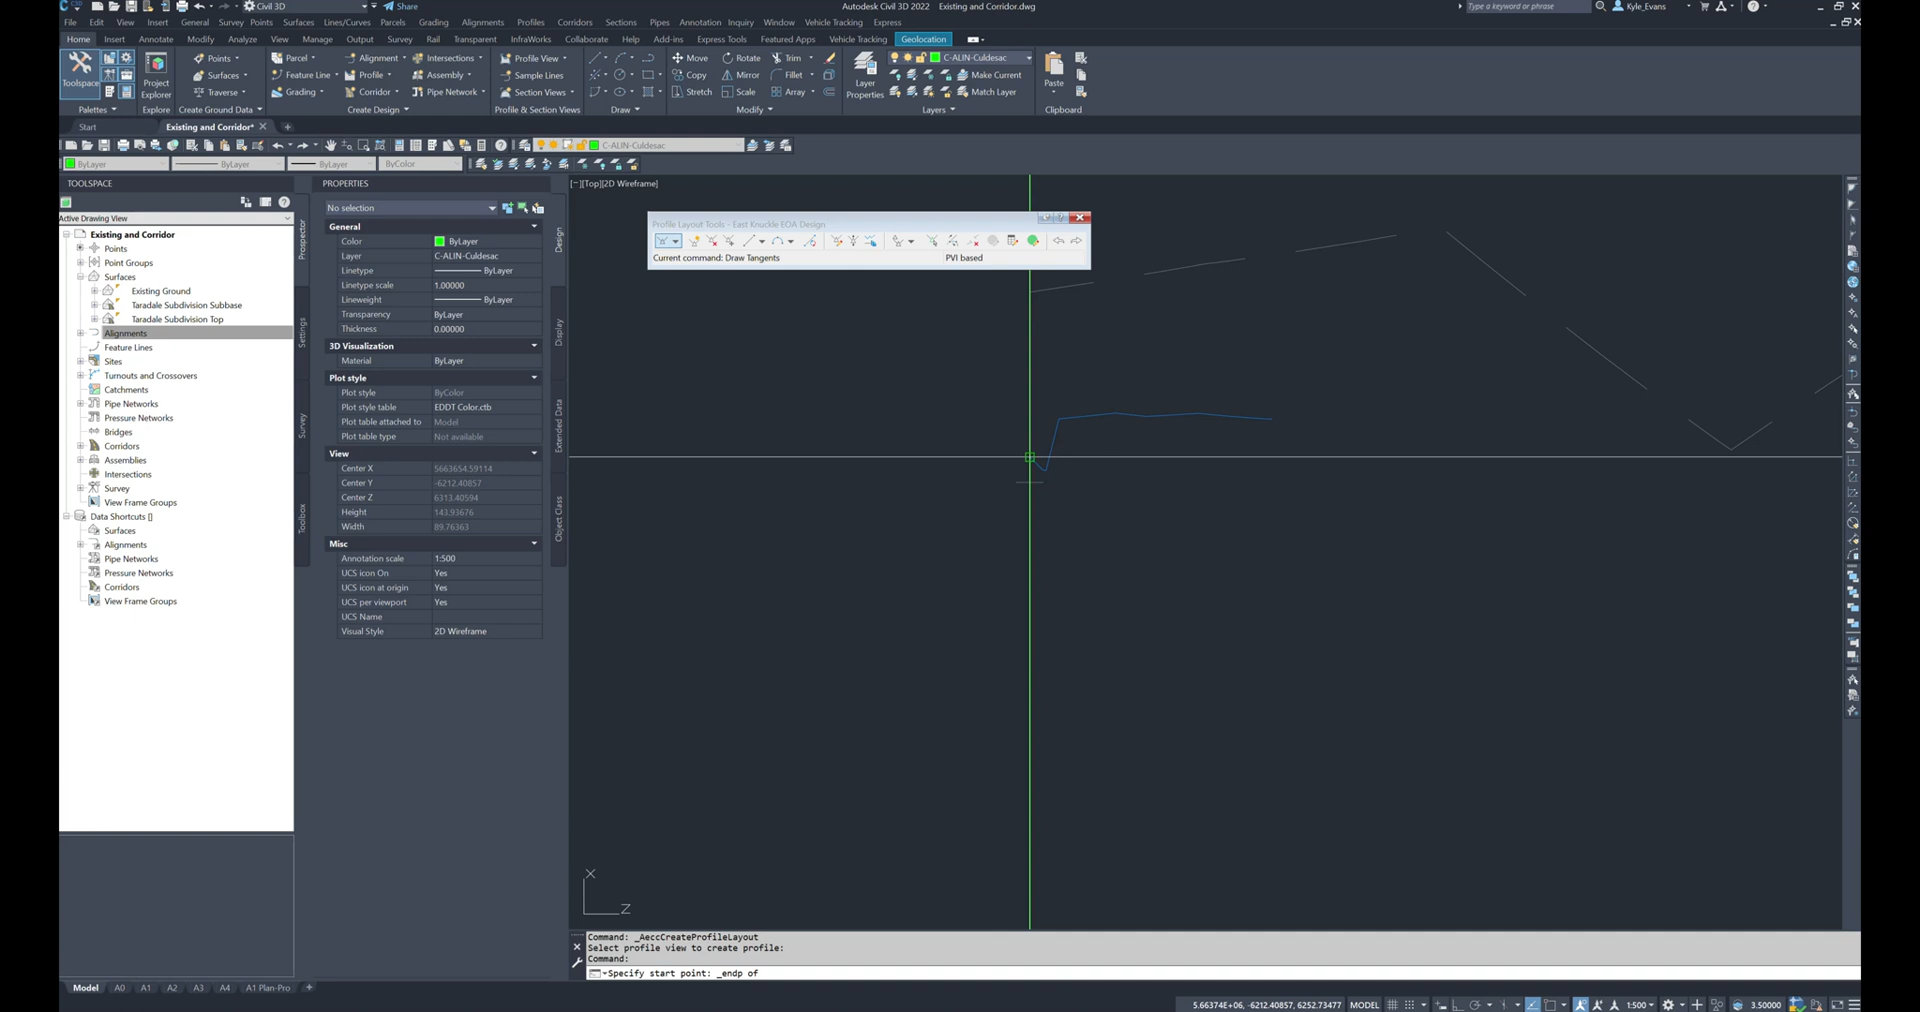 Civil 3D
Share
Autodesk Civil 3D 2022 Existing and Corridor.dwg
Type a keyword or phrase
Kyle_Evans
File Edit View Insert General Survey Points Surfaces Lines/Curves Parcels Grading Alignments Profiles Corridors Sections Pipes Annotation Inquiry Window Vehicle Tracking Express
Home Insert Annotate Modify Analyze View Manage Output Survey Rail Transparent InfraWorks Collaborate Help Add-ins Express Tools Featured Apps Vehicle Tracking Geolocation
Toolspace
Project Explorer
Points
Surfaces
Traverse
Parcel
Feature Line
Grading
Alignment
Profile
Corridor
Intersections
Assembly
Pipe Network
Profile View
Sample Lines
Section Views
Move
Copy
Stretch
Rotate
Mirror
Scale
Trim
Fillet
Array
Layer Properties
C-ALIN-Culdesac
Make Current
Match Layer
Paste
Palettes
Explore
Create Ground Data
Create Design
Profile & Section Views
Draw
Modify
Layers
Clipboard
Start
Existing and Corridor*
C-ALIN-Culdesac
ByLayer
ByLayer
ByLayer
ByColor
TOOLSPACE
Active Drawing View
Existing and Corridor
Points
Point Groups
Surfaces
Existing Ground
Taradale Subdivision Subbase
Taradale Subdivision Top
Alignments
Feature Lines
Sites
Turnouts and Crossovers
Catchments
Pipe Networks
Pressure Networks
Bridges
Corridors
Assemblies
Intersections
Survey
View Frame Groups
Data Shortcuts []
Surfaces
Alignments
Pipe Networks
Pressure Networks
Corridors
View Frame Groups
Prospector
Settings
Survey
Toolbox
PROPERTIES
No selection
General
Color ByLayer
Layer C-ALIN-Culdesac
Linetype ByLayer
Linetype scale 1.00000
Lineweight ByLayer
Transparency ByLayer
Thickness 0.00000
3D Visualization
Material ByLayer
Plot style
Plot style ByColor
Plot style table EDDT Color.ctb
Plot table attached to Model
Plot table type Not available
View
Center X 5663654.59114
Center Y -6212.40857
Center Z 6313.40594
Height 143.93676
Width 89.76363
Misc
Annotation scale 1:500
UCS icon On Yes
UCS icon at origin Yes
UCS per viewport Yes
UCS Name
Visual Style 2D Wireframe
Design
Display
Extended Data
Object Class
[−][Top][2D Wireframe]
Profile Layout Tools - East Knuckle EOA Design
Current command: Draw Tangents PVI based
X
Z
Command: _AeccCreateProfileLayout
Select profile view to create profile:
Command:
Specify start point: _endp of
Model A0 A1 A2 A3 A4 A1 Plan-Pro
5.66374E+06, -6212.40857, 6252.73477 MODEL 1:500 3.50000